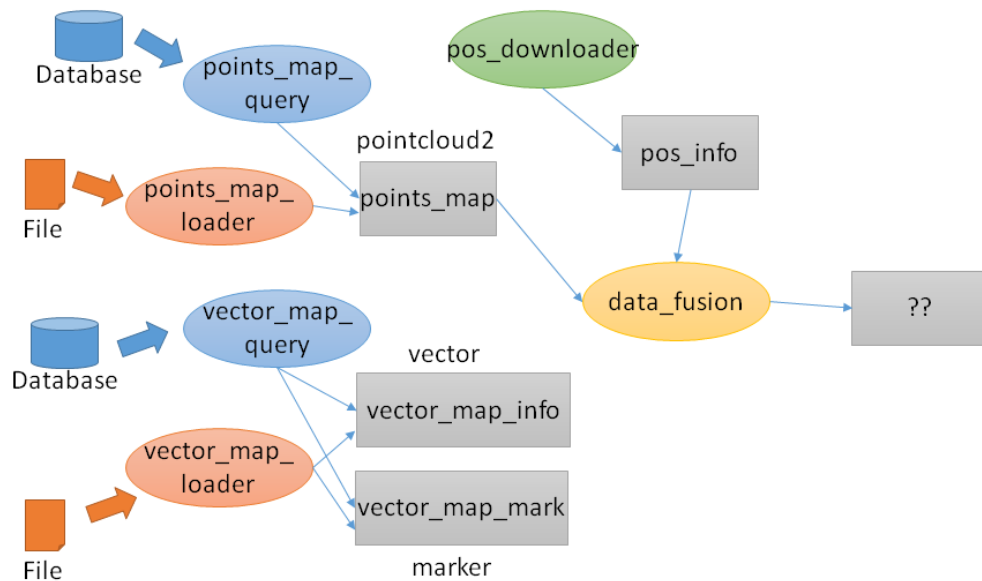 Database
points_map_
query
pos_downloader
pointcloud2
pos_info
File
points_map_
loader
points_map
data_fusion
??
Database
vector_map_
query
vector
vector_map_info
vector_map_
loader
vector_map_mark
File
marker